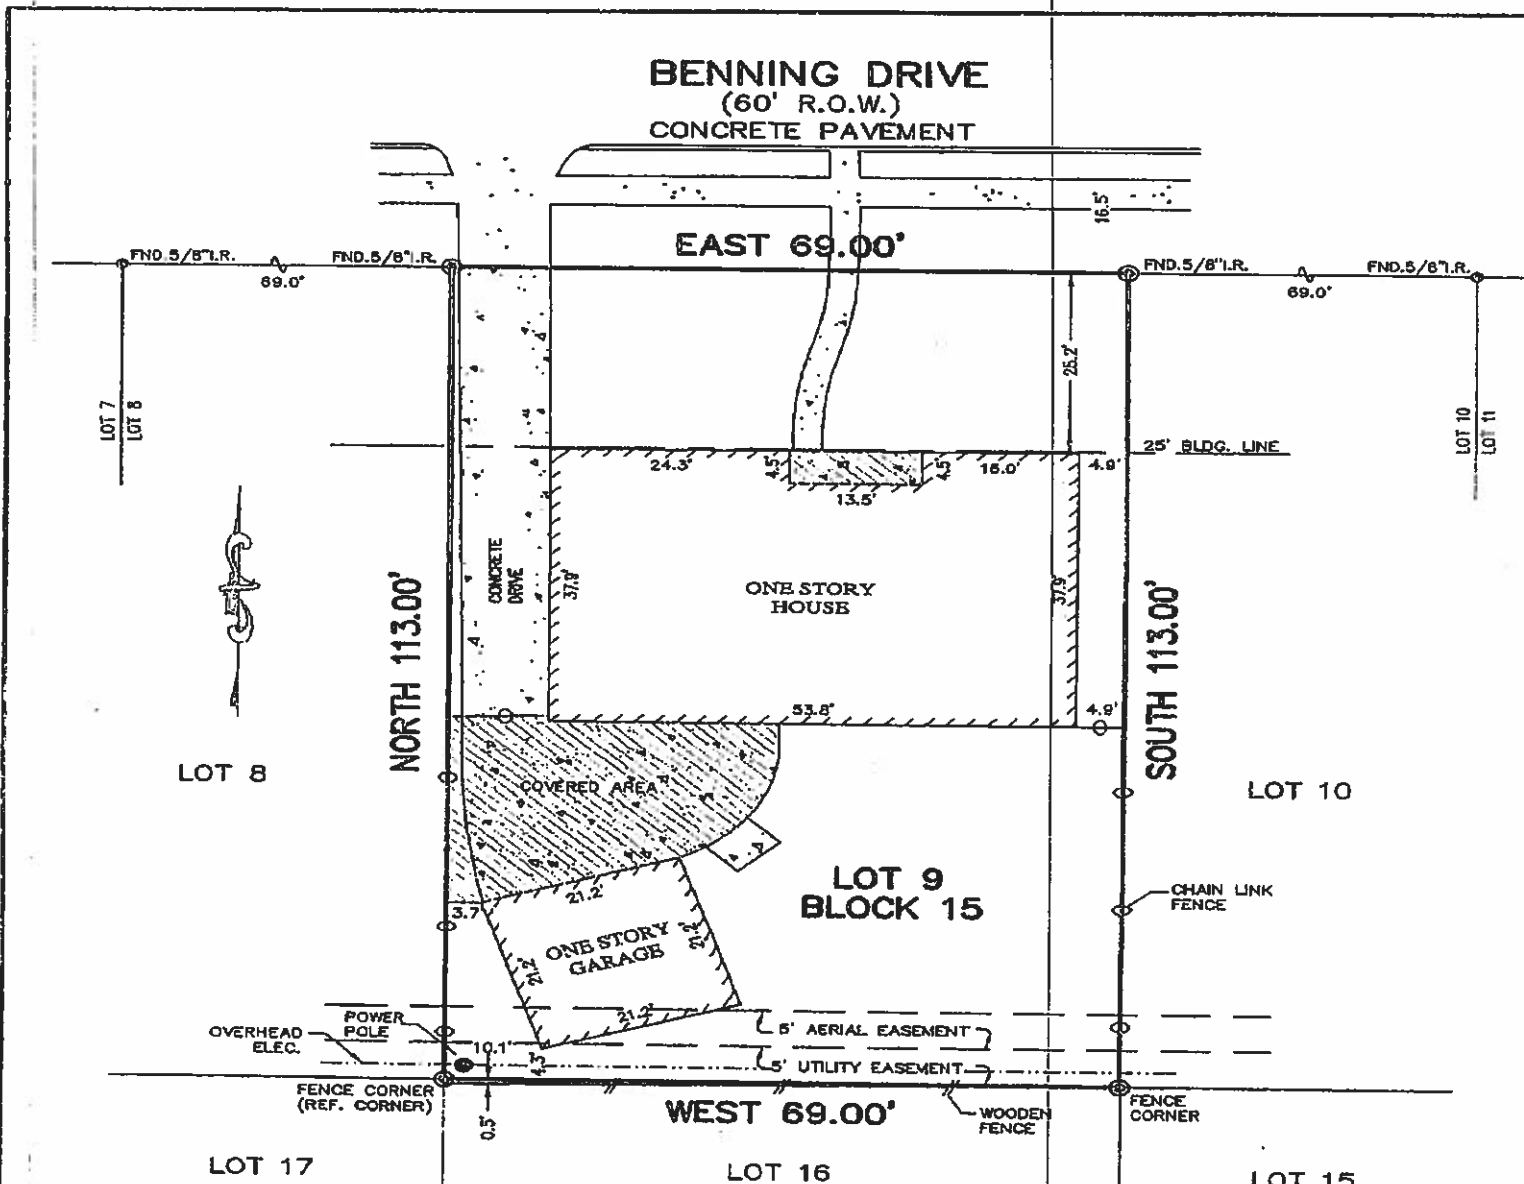 BENNING DRIVE
(60' R.O.W.)
CONCRETE PAVEMENT
16.5'
EAST 69.00'
FND.5/8"I.R.
FND.5/8"I.R.
FND.5/8"I.R.
FND.5/8"I.R.
69.0'
69.0'
25.2'
LOT 7
LOT 8
LOT 10
LOT 11
25' BLDG. LINE
24.3'
4.5'
4.5'
16.0'
4.9'
13.5'
CONCRETE
DRIVE
37.9'
ONE STORY
HOUSE
37.9'
NORTH 113.00'
SOUTH 113.00'
53.8'
4.9'
LOT 8
COVERED AREA
LOT 10
LOT 9
BLOCK 15
CHAIN LINK
FENCE
21.2'
3.7
ONE STORY
GARAGE
21.2'
21.2'
21.2'
POWER
POLE
OVERHEAD
ELEC.
5' AERIAL EASEMENT
10.1'
4.3'
5' UTILITY EASEMENT
FENCE CORNER
(REF. CORNER)
0.5'
WEST 69.00'
WOODEN
FENCE
FENCE
CORNER
LOT 17
LOT 16
LOT 15